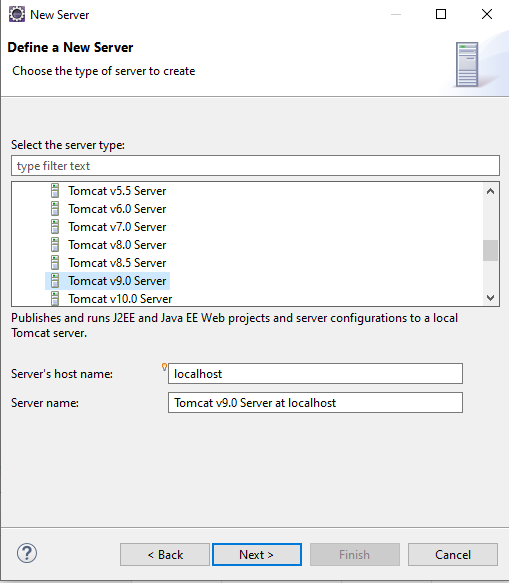 New Server
Define a New Server
Choose the type of server to create
Select the server type:
type filter text
Tomcat v5.5 Server
Tomcat v6.0 Server
Tomcat v7.0 Server
Tomcat v8.0 Server
Tomcat v8.5 Server
Tomcat v9.0 Server
Tomcat v10.0 Server
Publishes and runs J2EE and Java EE Web projects and server configurations to a local
Tomcat server.
Server's host name: localhost
Server name: Tomcat v9.0 Server at localhost
? < Back Next > Finish Cancel